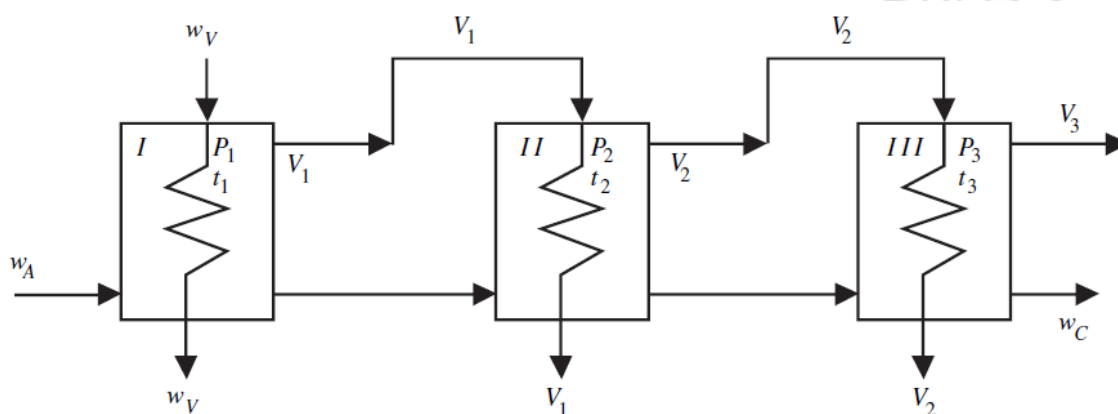 w_V
V_1
V_2
I
P_1
t_1
V_1
II
P_2
t_2
V_2
III
P_3
t_3
V_3
w_A
w_C
w_V
V_1
V_2